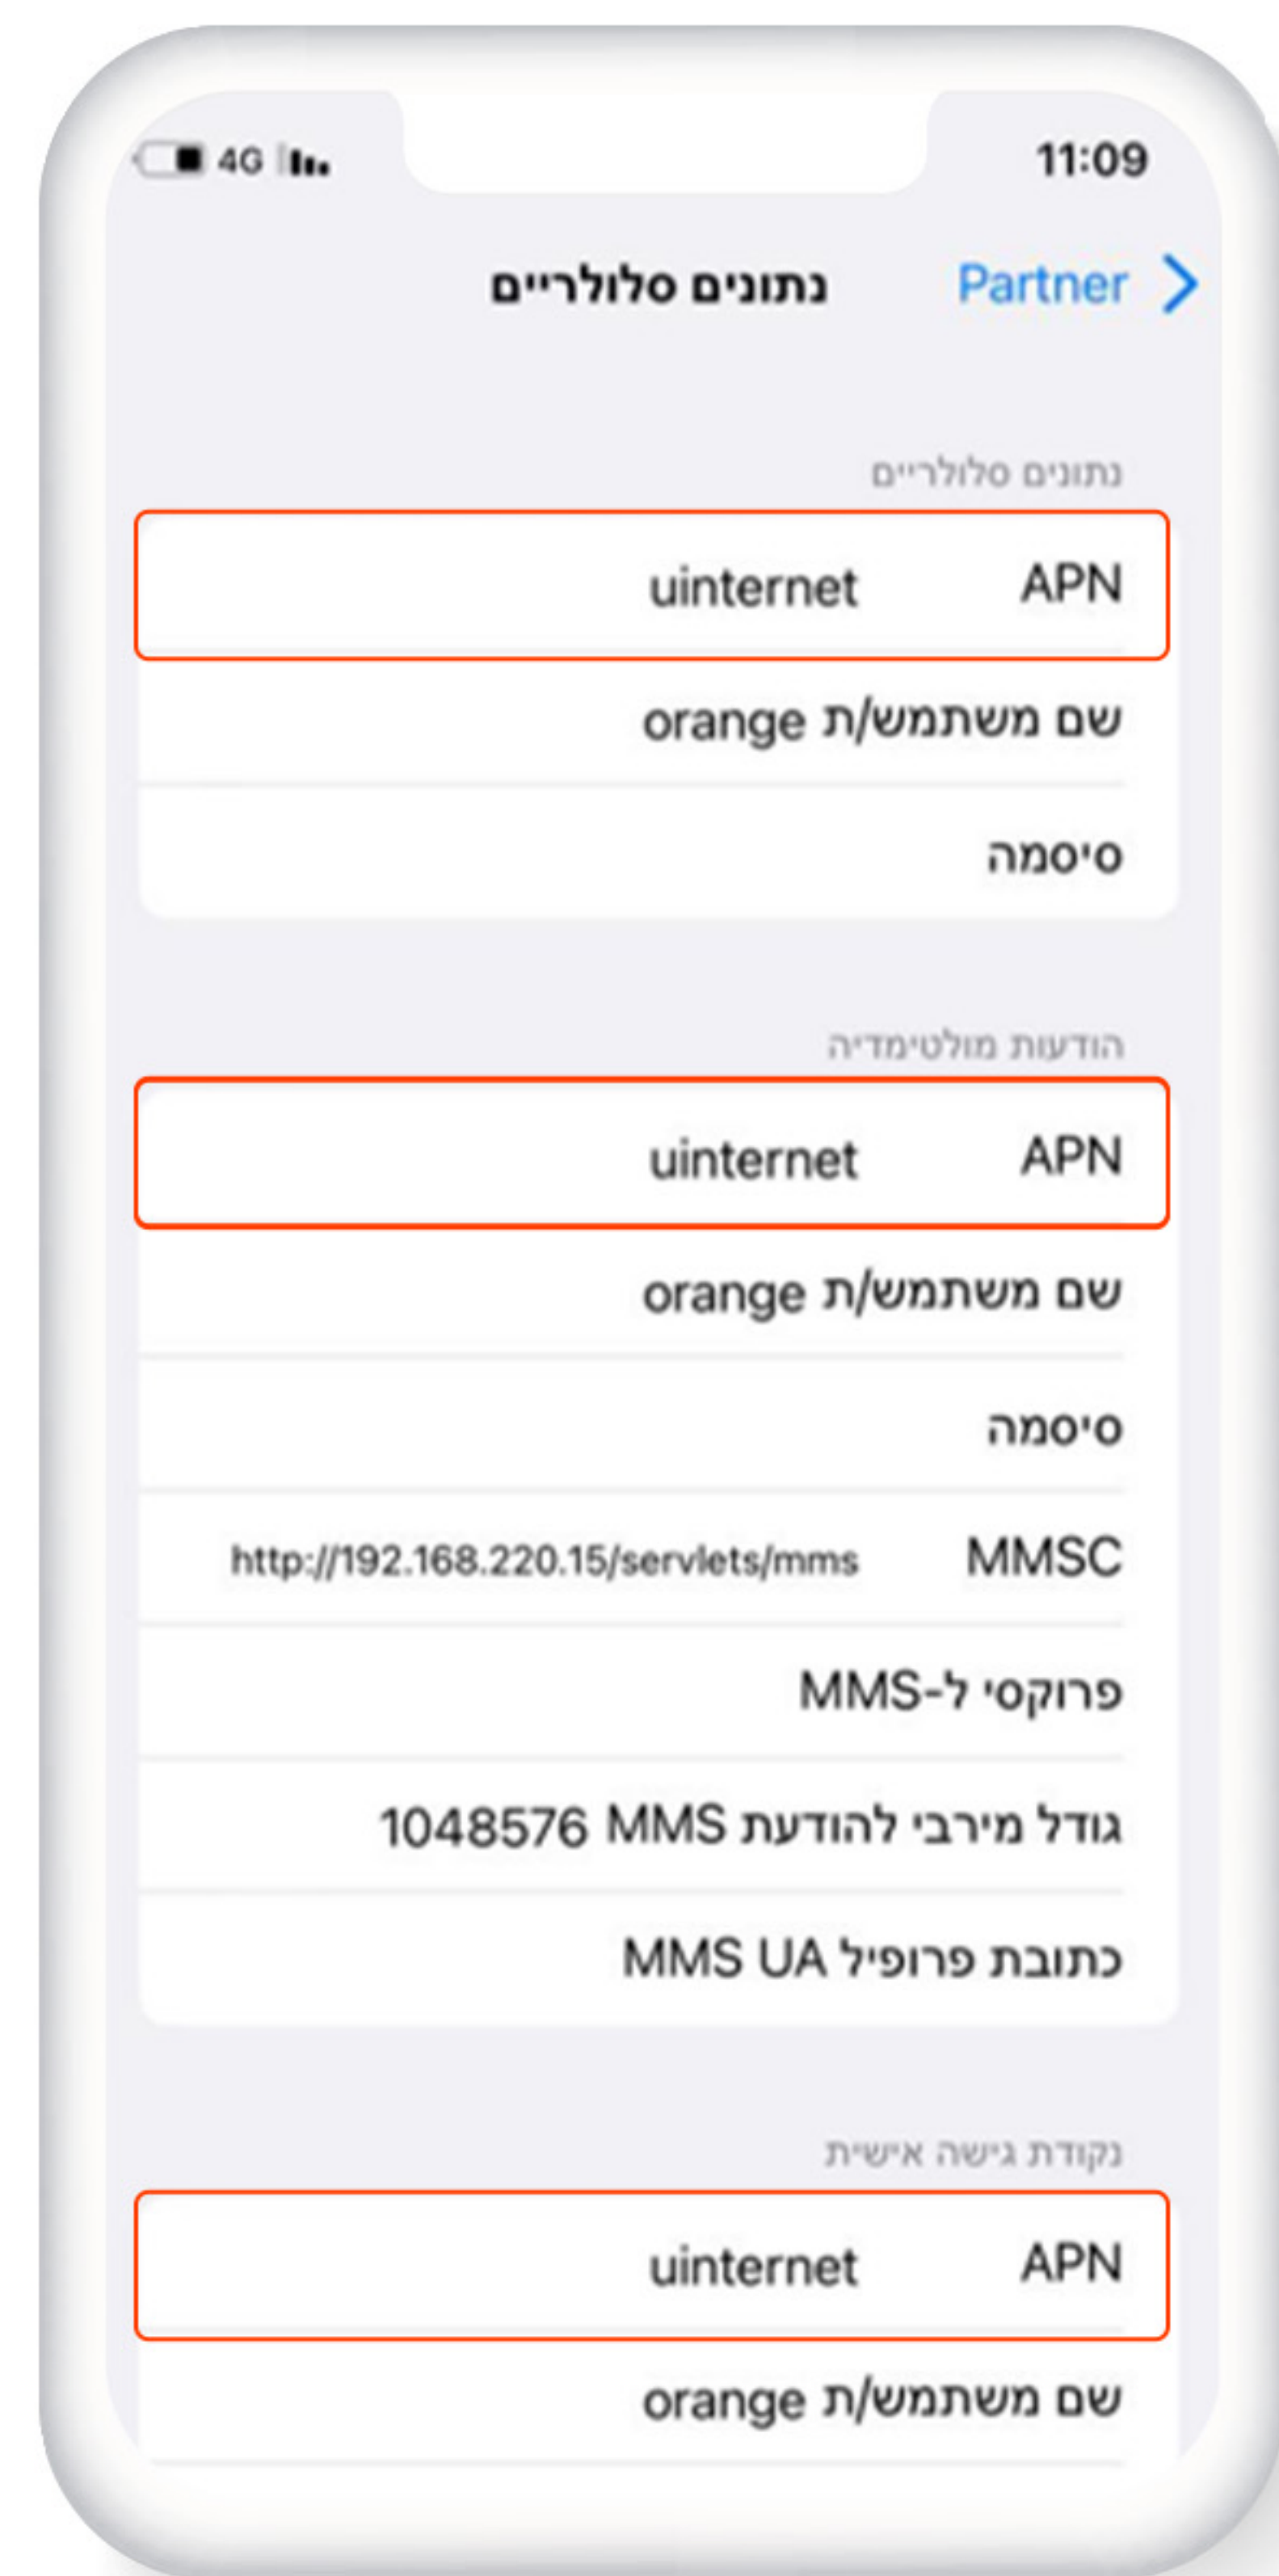 11:09 4G
Partner נתונים סלולריים
נתונים סלולריים
APN uinternet
שם משתמש/ת orange
סיסמה
הודעות מולטימדיה
APN uinternet
שם משתמש/ת orange
סיסמה
MMSC http://192.168.220.15/servlets/mms
פרוקסי ל-MMS
גודל מירבי להודעת MMS 1048576
כתובת פרופיל MMS UA
נקודת גישה אישית
APN uinternet
שם משתמש/ת orange